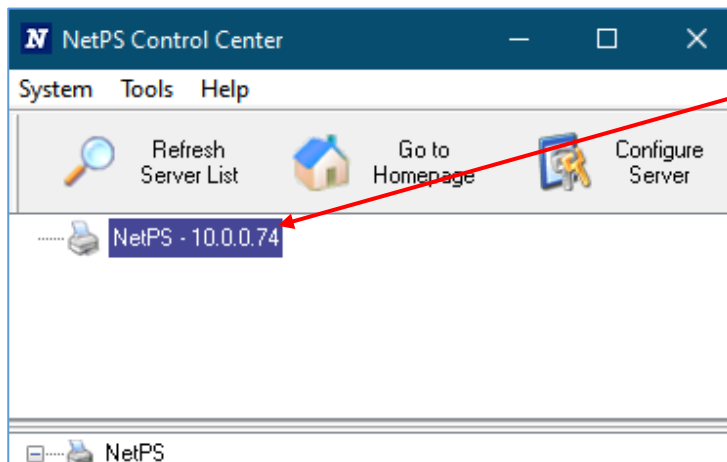 N NetPS Control Center
System Tools Help
Refresh
Server List
Go to
Homepage
Configure
Server
NetPS - 10.0.0.74
NetPS